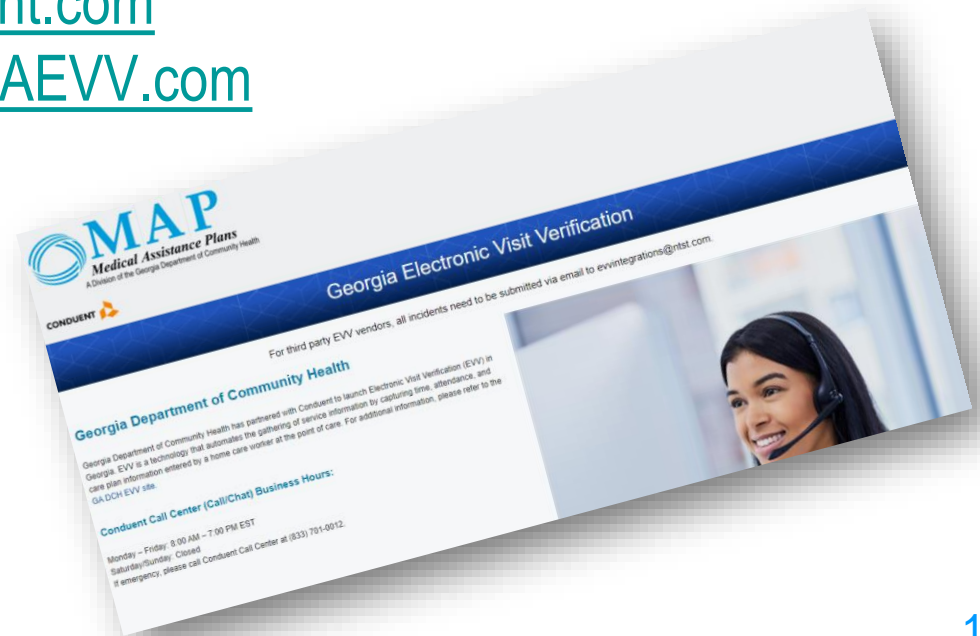 nt.com
AEVV.com
MAP
Medical Assistance Plans
A Division of the Georgia Department of Community Health
CONDUENT
Georgia Electronic Visit Verification
For third party EVV vendors, all incidents need to be submitted via email to evvintegrations@ntst.com.
Georgia Department of Community Health
Georgia Department of Community Health has partnered with Conduent to launch Electronic Visit Verification (EVV) in
Georgia. EVV is a technology that automates the gathering of service information by capturing time, attendance, and
care plan information entered by a home care worker at the point of care. For additional information, please refer to the
GA DCH EVV site.
Conduent Call Center (Call/Chat) Business Hours:
Monday – Friday: 8:00 AM – 7:00 PM EST
Saturday/Sunday: Closed
If emergency, please call Conduent Call Center at (833) 701-0012.
1